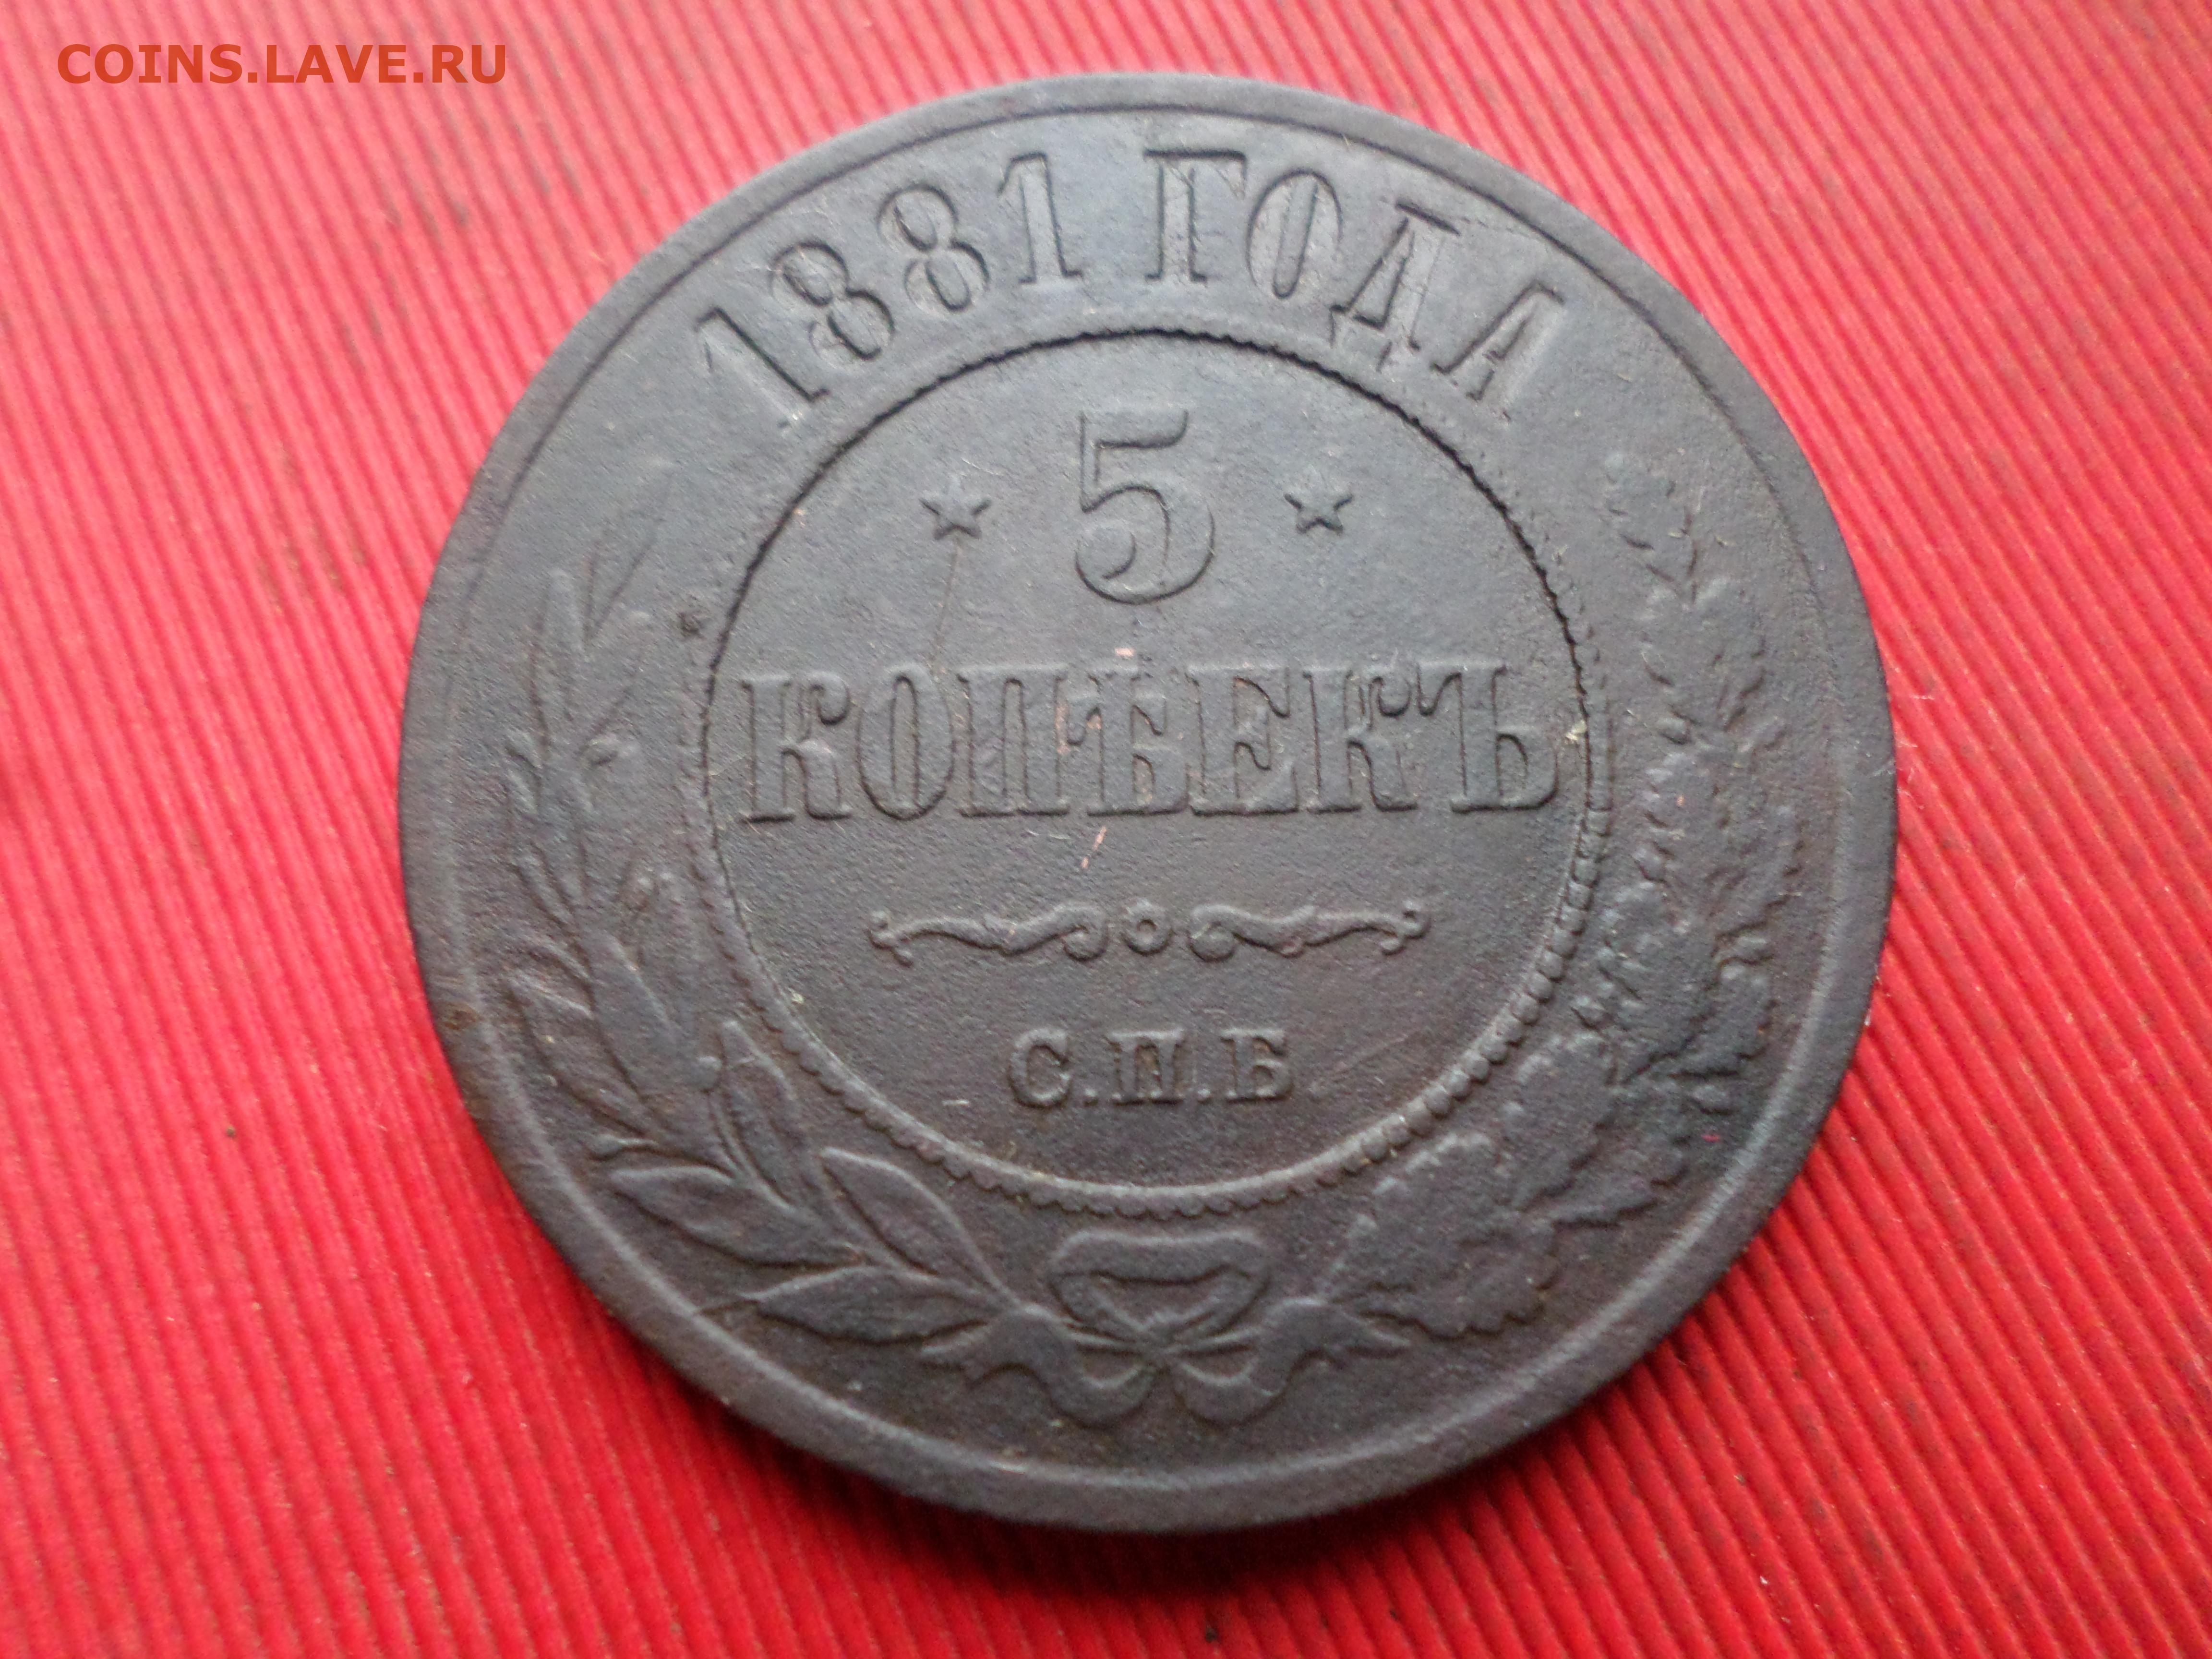 COINS.LAVE.RU
1881 ГОДА
5
КОПѢЕКЪ
С.П.Б.